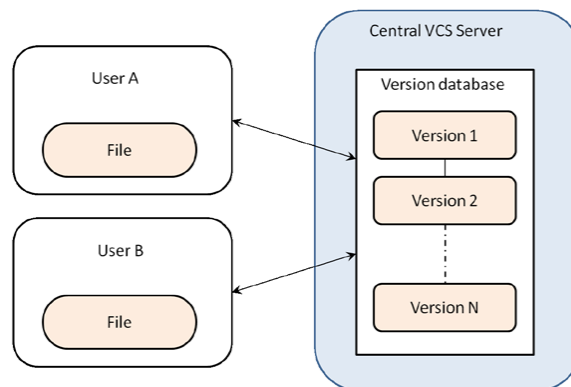 Central VCS Server
User A
File
Version database
Version 1
Version 2
User B
File
Version N